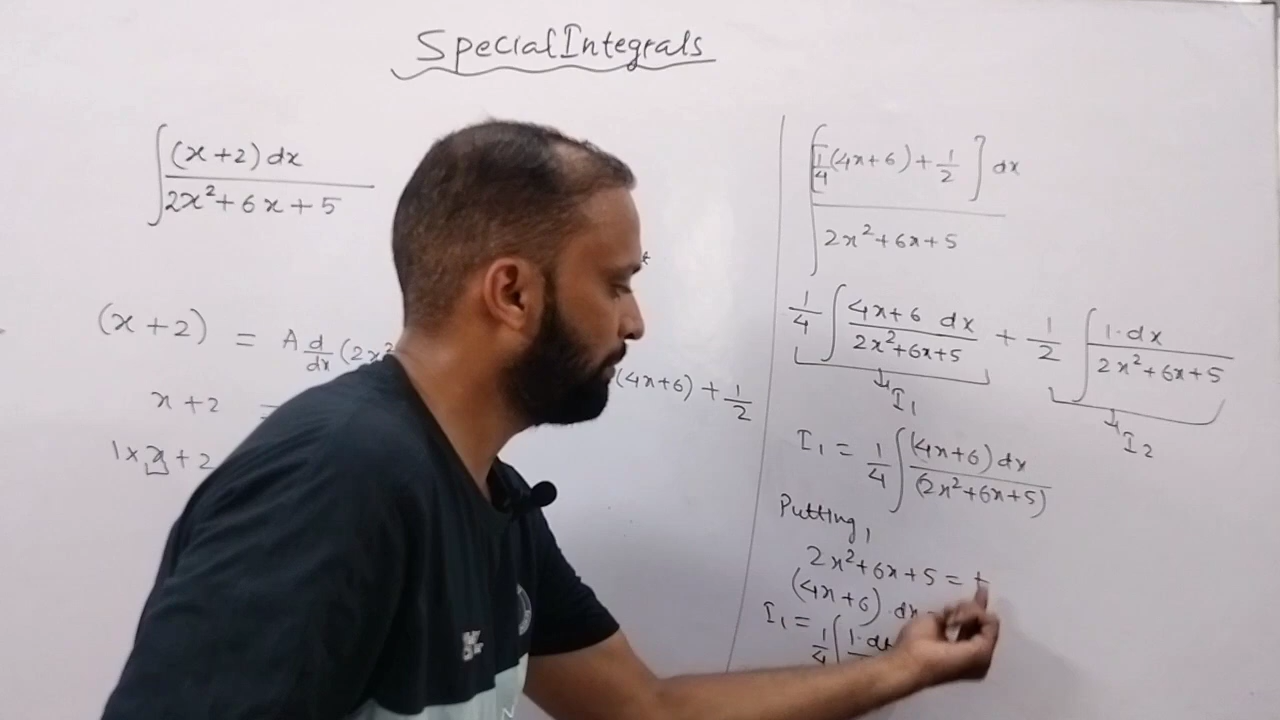 Special Integrals
∫ (x+2) dx / 2x²+6x+5
(x+2) = A d/dx (2x²
x+2 =
1×x+2
(4x+6) + 1/2
∫ [1/4 (4x+6) + 1/2] dx / 2x²+6x+5
1/4 ∫ 4x+6 dx / 2x²+6x+5 + 1/2 ∫ 1·dx / 2x²+6x+5
I₁
I₂
I₁ = 1/4 ∫ (4x+6) dx / (2x²+6x+5)
Putting,
2x²+6x+5 = t
(4x+6) · dx =
I₁ = 1/4 ∫ 1·dt